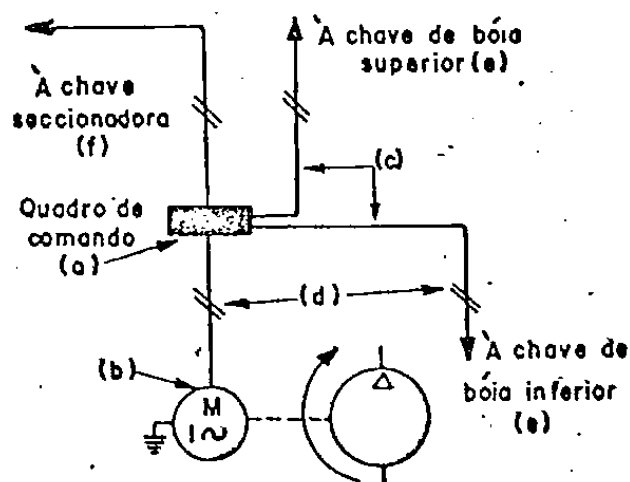 À chave de bóia
superior (e)
À chave
seccionadora
(f)
(c)
Quadro de
comando
(a)
(d)
(b)
M
1 ~
À chave de
bóia inferior
(e)